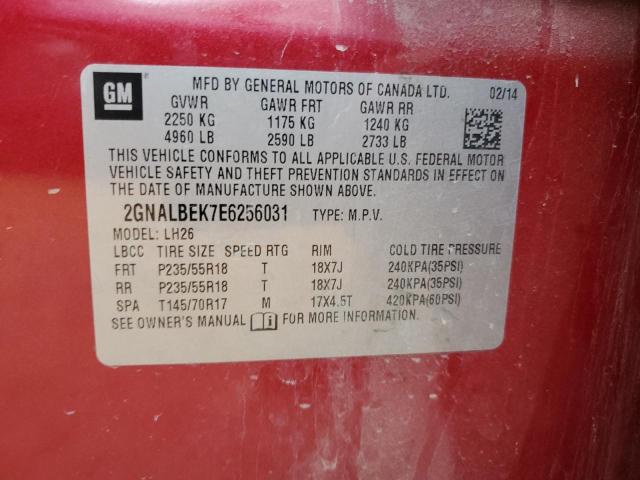 GM
MFD BY GENERAL MOTORS OF CANADA LTD. 02/14
GVWR GAWR FRT GAWR RR
2250 KG 1175 KG 1240 KG
4960 LB 2590 LB 2733 LB
THIS VEHICLE CONFORMS TO ALL APPLICABLE U.S. FEDERAL MOTOR
VEHICLE SAFETY AND THEFT PREVENTION STANDARDS IN EFFECT ON
THE DATE OF MANUFACTURE SHOWN ABOVE.
2GNALBEK7E6256031 TYPE: M.P.V.
MODEL: LH26
LBCC TIRE SIZE SPEED RTG RIM COLD TIRE PRESSURE
FRT P235/55R18 T 18X7J 240KPA(35PSI)
RR P235/55R18 T 18X7J 240KPA(35PSI)
SPA T145/70R17 M 17X4.5T 420KPA(60PSI)
SEE OWNER'S MANUAL FOR MORE INFORMATION.